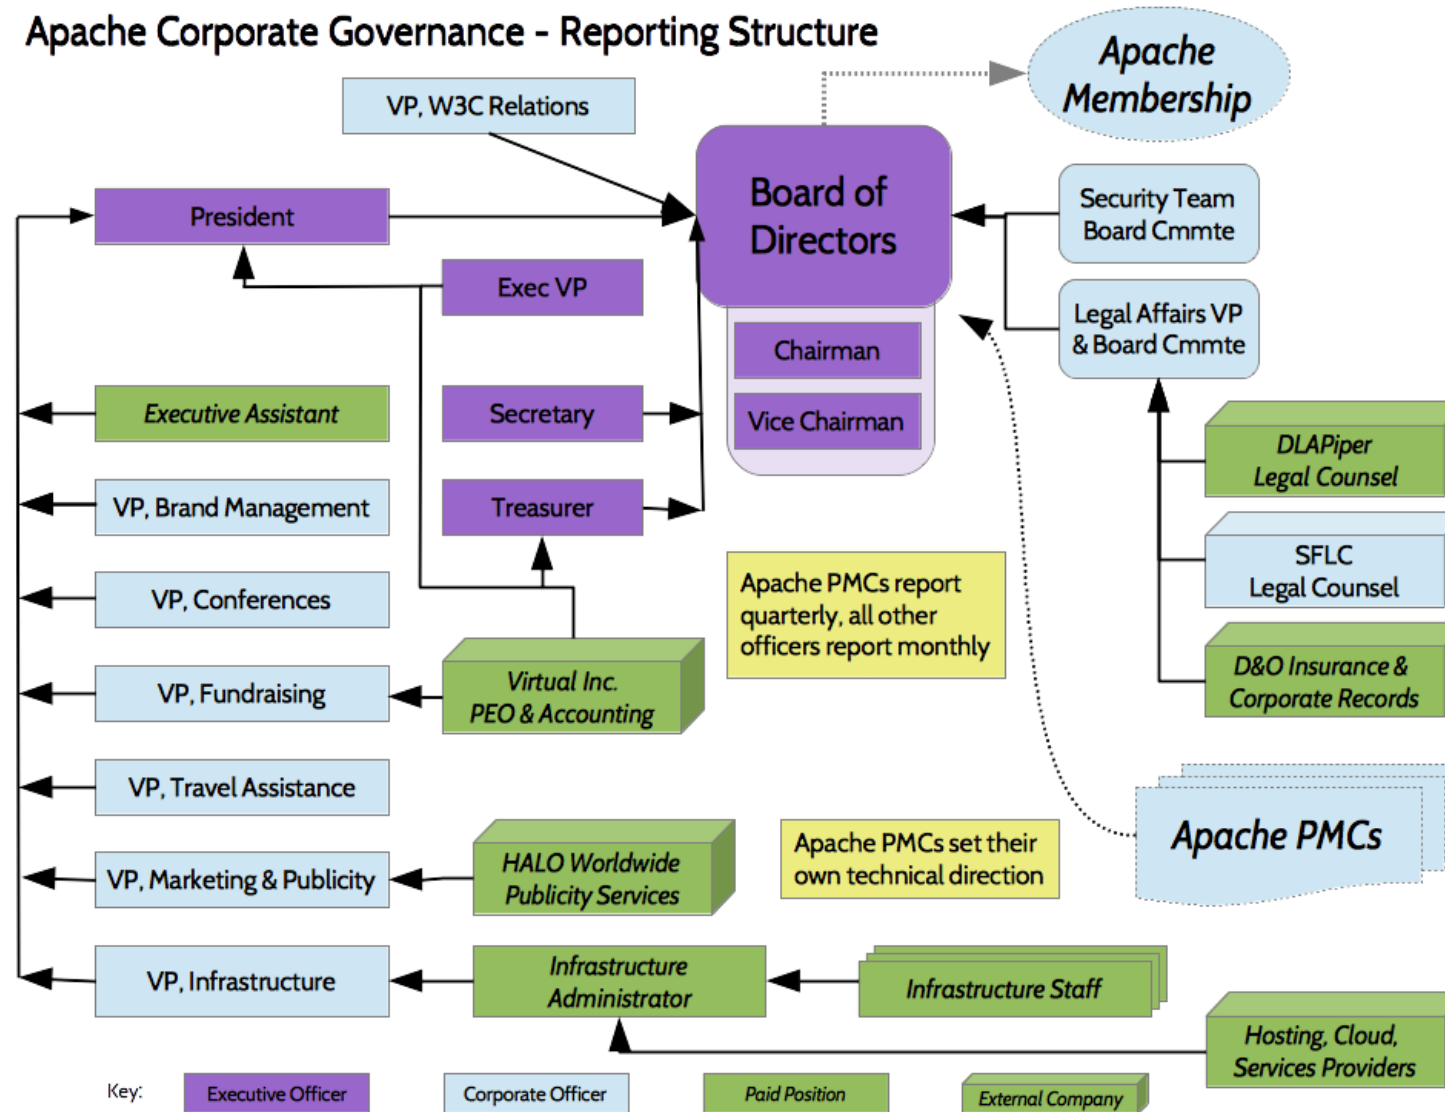 Apache Corporate Governance - Reporting Structure
Apache
Membership
VP, W3C Relations
Board of
Directors
Security Team
Board Cmmte
President
Exec VP
Legal Affairs VP
& Board Cmmte
Chairman
Executive Assistant
Secretary
Vice Chairman
DLAPiper
Legal Counsel
VP, Brand Management
Treasurer
SFLC
Legal Counsel
Apache PMCs report
quarterly, all other
officers report monthly
VP, Conferences
VP, Fundraising
Virtual Inc.
PEO & Accounting
D&O Insurance &
Corporate Records
VP, Travel Assistance
Apache PMCs
VP, Marketing & Publicity
HALO Worldwide
Publicity Services
Apache PMCs set their
own technical direction
VP, Infrastructure
Infrastructure
Administrator
Infrastructure Staff
Hosting, Cloud,
Services Providers
Key:
Executive Officer
Corporate Officer
Paid Position
External Company